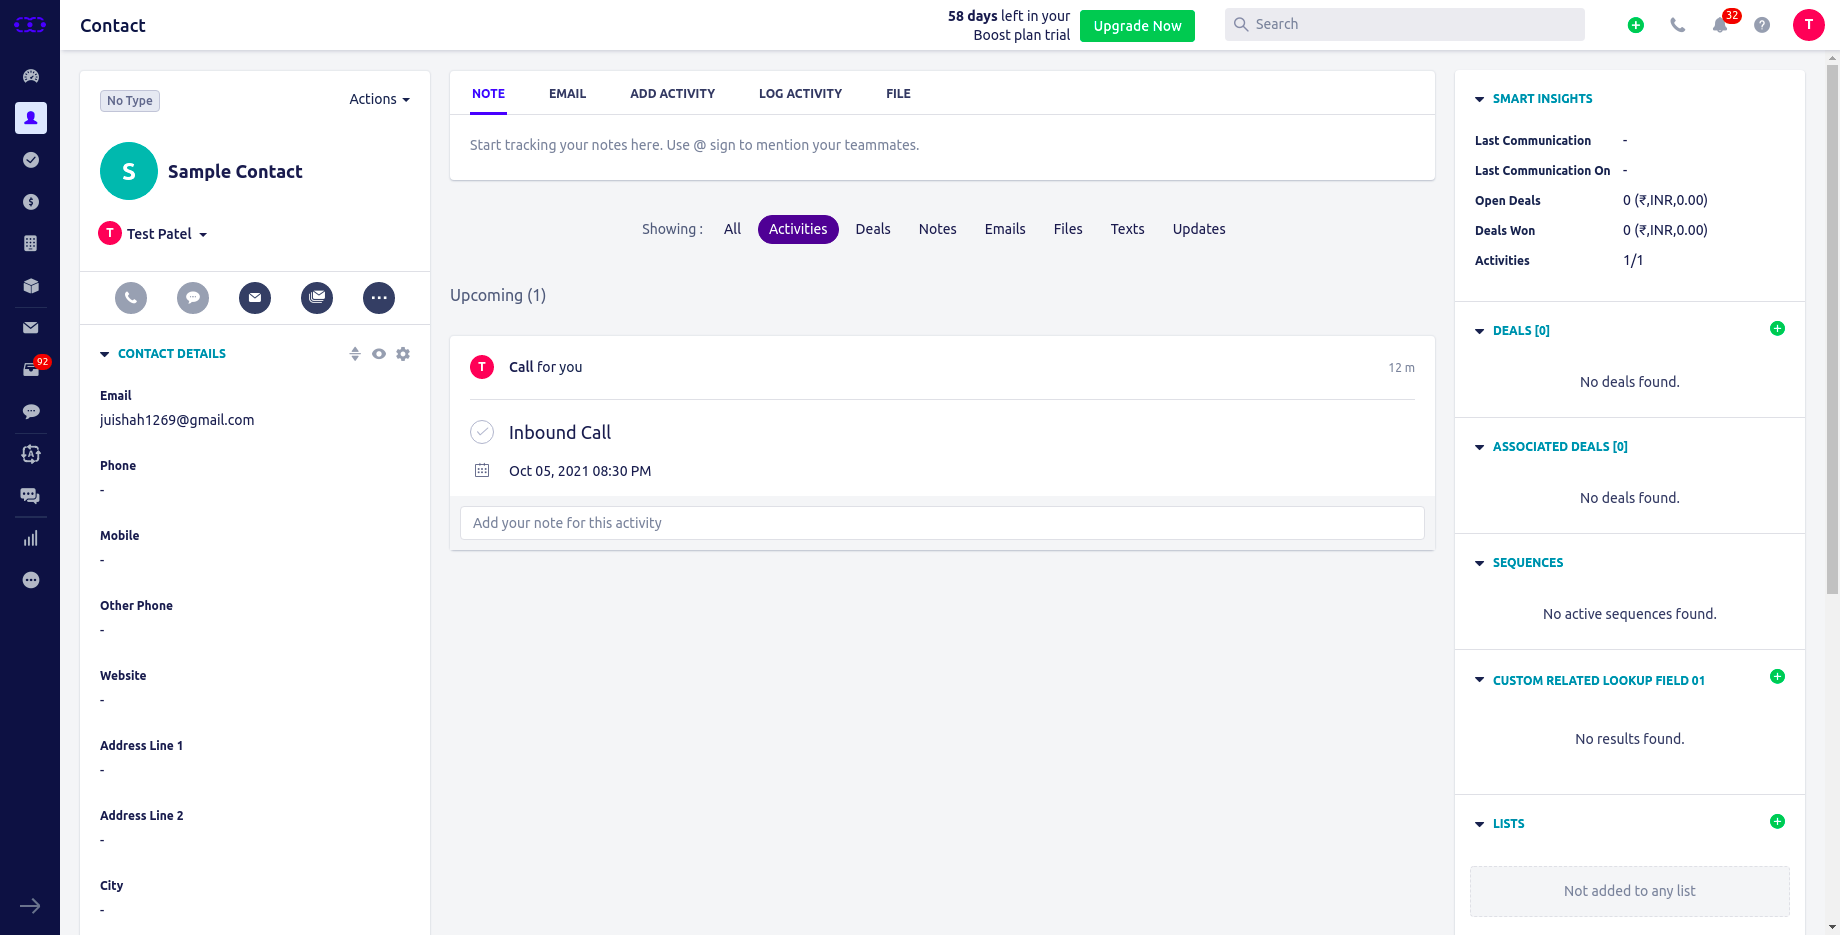 Contact
58 days left in your
Boost plan trial
Upgrade Now
Search
32
T
92
No Type
Actions
S
Sample Contact
T
Test Patel
CONTACT DETAILS
Email
juishah1269@gmail.com
Phone
-
Mobile
-
Other Phone
-
Website
-
Address Line 1
-
Address Line 2
-
City
-
NOTE EMAIL ADD ACTIVITY LOG ACTIVITY FILE
Start tracking your notes here. Use @ sign to mention your teammates.
Showing : All Activities Deals Notes Emails Files Texts Updates
Upcoming (1)
T
Call for you
12 m
Inbound Call
Oct 05, 2021 08:30 PM
Add your note for this activity
SMART INSIGHTS
Last Communication -
Last Communication On -
Open Deals 0 (₹,INR,0.00)
Deals Won 0 (₹,INR,0.00)
Activities 1/1
DEALS [0]
No deals found.
ASSOCIATED DEALS [0]
No deals found.
SEQUENCES
No active sequences found.
CUSTOM RELATED LOOKUP FIELD 01
No results found.
LISTS
Not added to any list